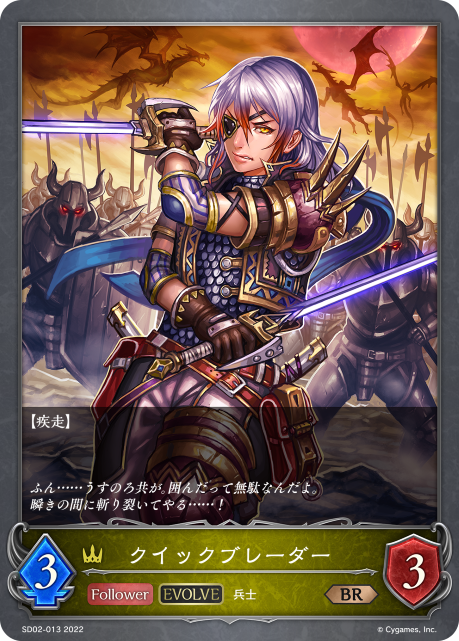 【疾走】
ふん……うすのろ共が。囲んだって無駄なんだよ。
瞬きの間に斬り裂いてやる……！
3 クイックブレーダー 3
Follower EVOLVE 兵士 BR
SD02-013 2022 © Cygames, Inc.